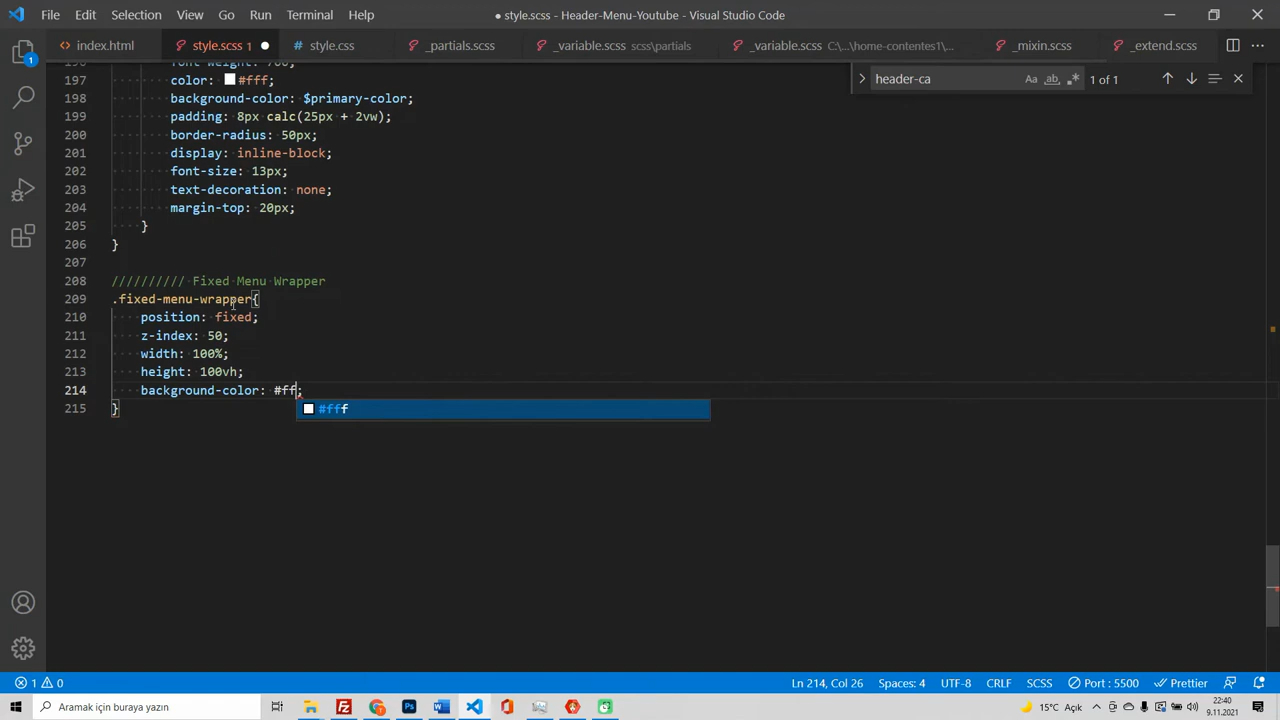 File Edit Selection View Go Run Terminal Help
● style.scss - Header-Menu-Youtube - Visual Studio Code
index.html style.scss 1 style.css _partials.scss _variable.scss scss\partials _variable.scss C:\...\home-contentes1\... _mixin.scss _extend.scss
header-ca Aa ab 1 of 1
197 color: #fff;
198 background-color: $primary-color;
199 padding: 8px calc(25px + 2vw);
200 border-radius: 50px;
201 display: inline-block;
202 font-size: 13px;
203 text-decoration: none;
204 margin-top: 20px;
205 }
206 }
207
208 ////////// Fixed Menu Wrapper
209 .fixed-menu-wrapper{
210 position: fixed;
211 z-index: 50;
212 width: 100%;
213 height: 100vh;
214 background-color: #ff;
#fff
215 }
1 0 Ln 214, Col 26 Spaces: 4 UTF-8 CRLF SCSS Port : 5500 Prettier
Aramak için buraya yazın 15°C Açık 22:40
9.11.2021